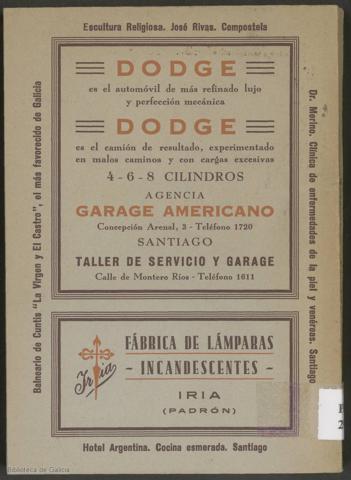 Escultura Religiosa. José Rivas. Compostela
Balneario de Cuntis "La Virgen y El Castro", el más favorecido de Galicia
DODGE
es el automóvil de más refinado lujo
y perfección mecánica
DODGE
es el camión de resultado, experimentado
en malos caminos y con cargas excesivas
4-6-8 CILINDROS
AGENCIA
GARAGE AMERICANO
Concepción Arenal, 3 - Teléfono 1720
SANTIAGO
TALLER DE SERVICIO Y GARAGE
Calle de Montero Ríos - Teléfono 1611
Dr. Merino. Clínica de enfermedades de la piel y venéreas. Santiago
Iria
FÁBRICA DE LÁMPARAS
- INCANDESCENTES -
IRIA
(PADRÓN)
Hotel Argentina. Cocina esmerada. Santiago
Biblioteca de Galicia